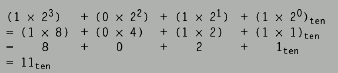 (1 × 2³) + (0 × 2²) + (1 × 2¹) + (1 × 2⁰)ₜₑₙ
= (1 × 8) + (0 × 4) + (1 × 2) + (1 × 1)ₜₑₙ
= 8 + 0 + 2 + 1ₜₑₙ
= 11ₜₑₙ